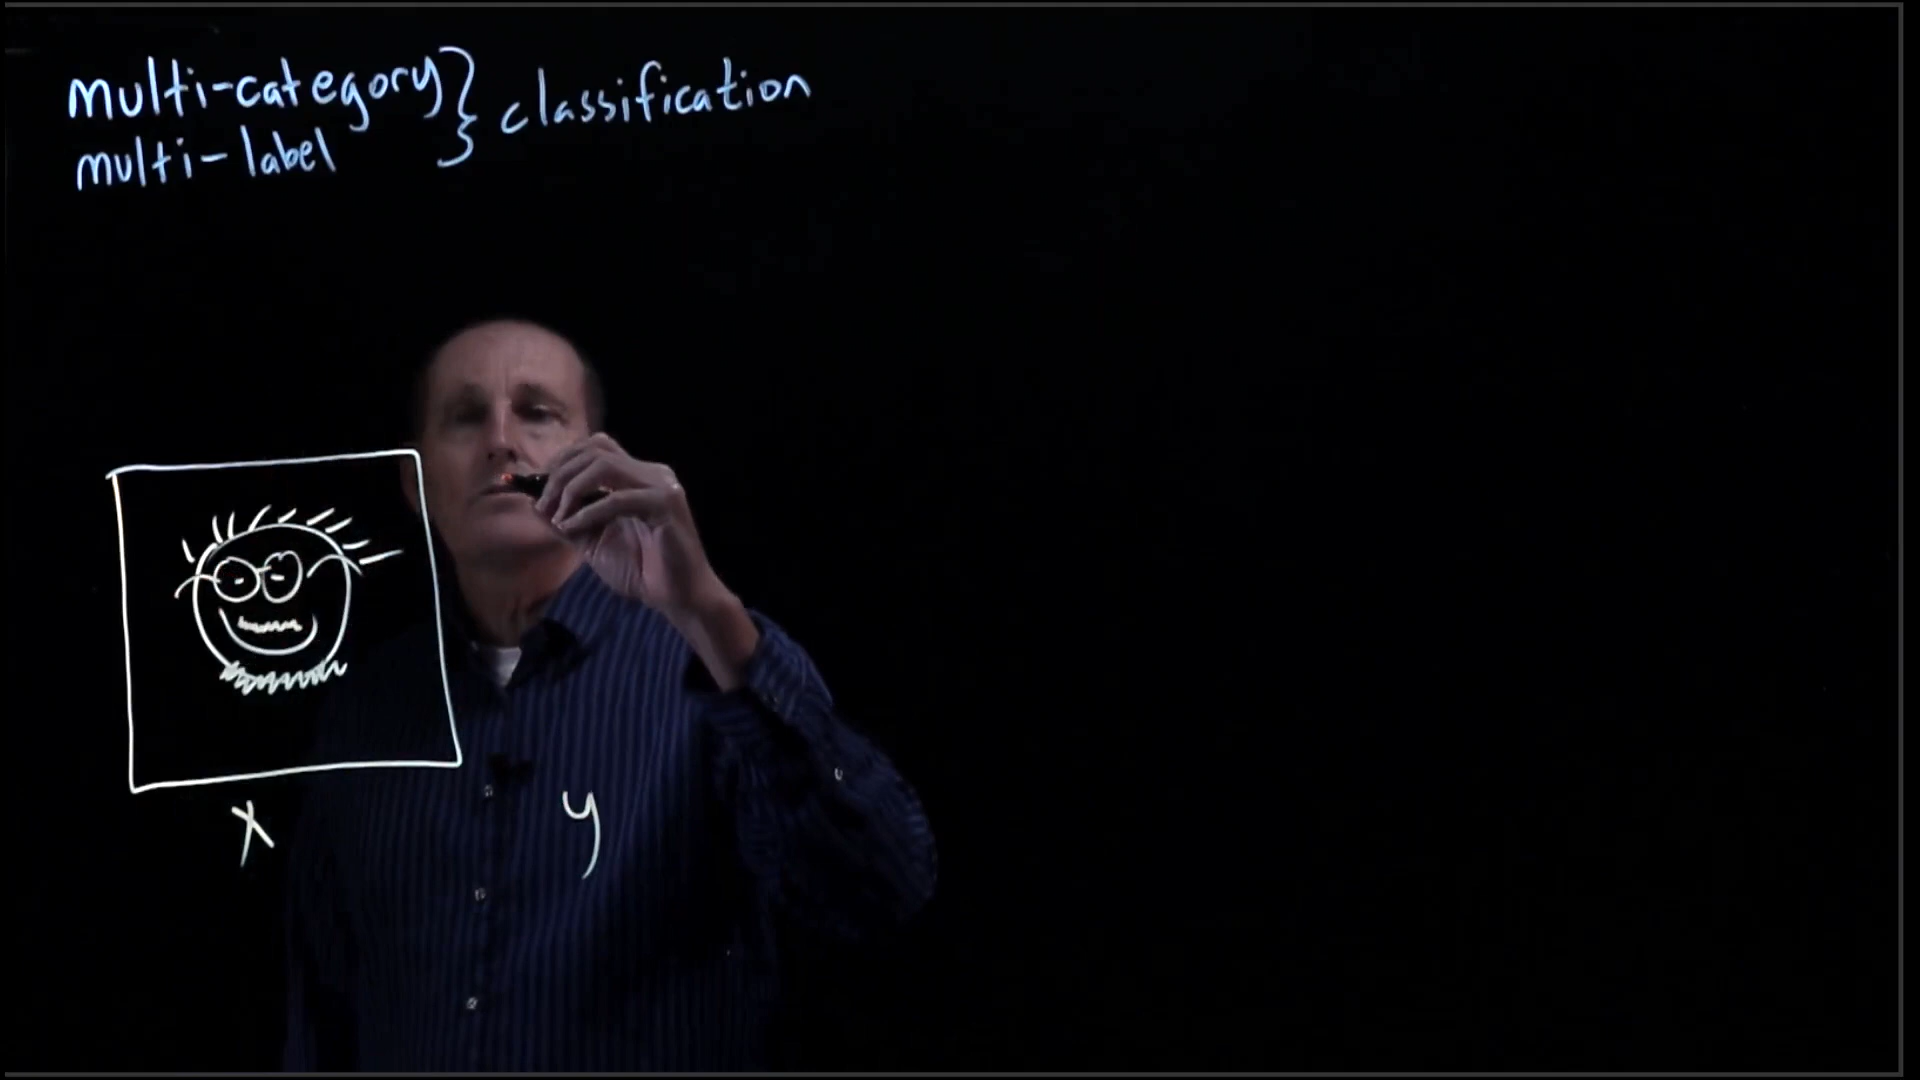 multi-category } classification
multi-label
x
y